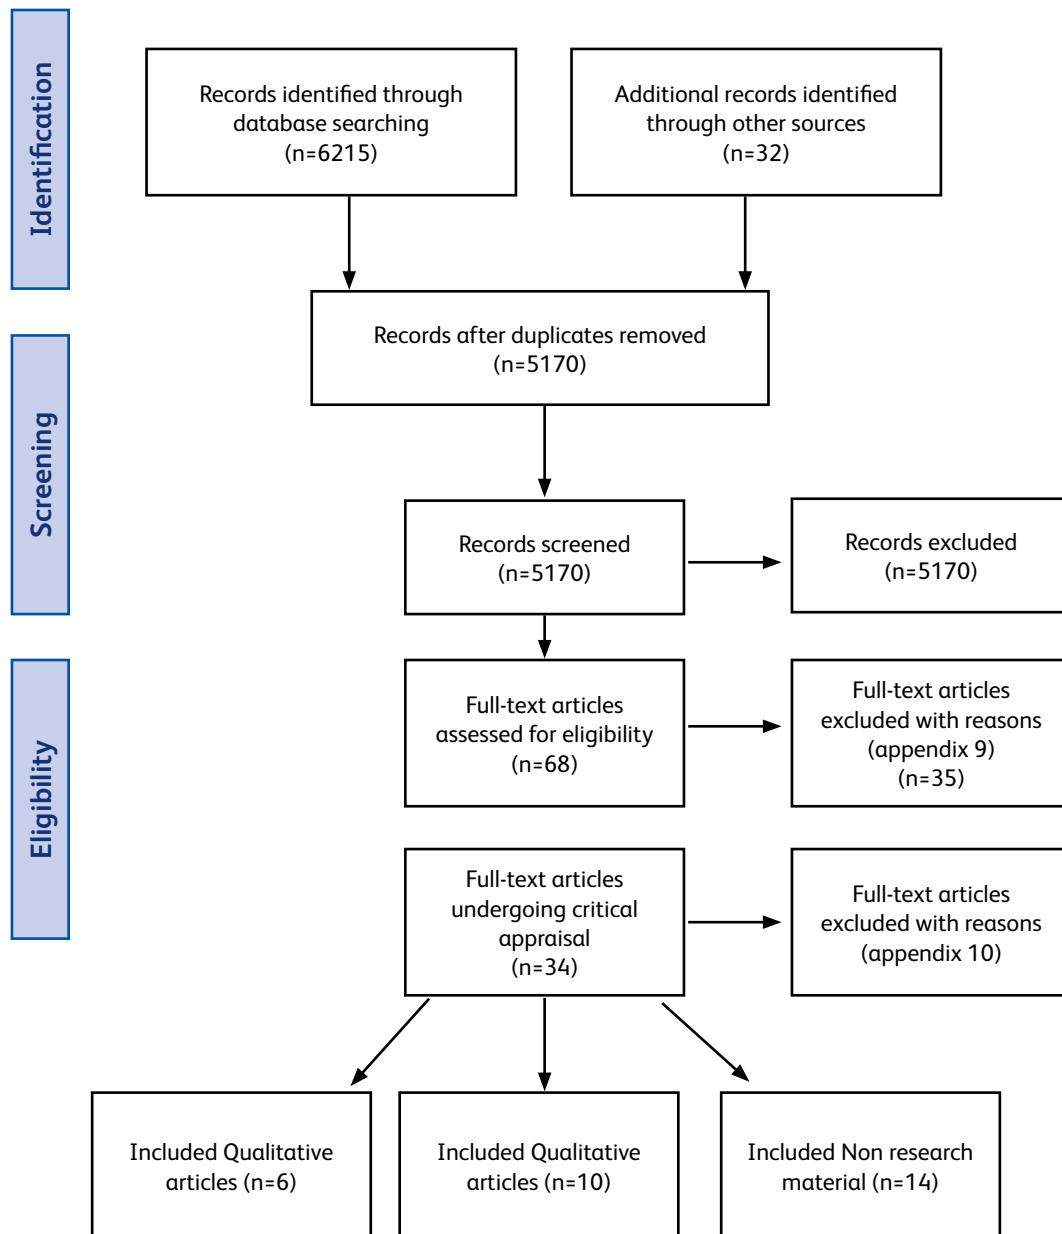 Identification
Records identified through
database searching
(n=6215)
Additional records identified
through other sources
(n=32)
Records after duplicates removed
(n=5170)
Screening
Records screened
(n=5170)
Records excluded
(n=5170)
Eligibility
Full-text articles
assessed for eligibility
(n=68)
Full-text articles
excluded with reasons
(appendix 9)
(n=35)
Full-text articles
undergoing critical
appraisal
(n=34)
Full-text articles
excluded with reasons
(appendix 10)
Included Qualitative
articles (n=6)
Included Qualitative
articles (n=10)
Included Non research
material (n=14)